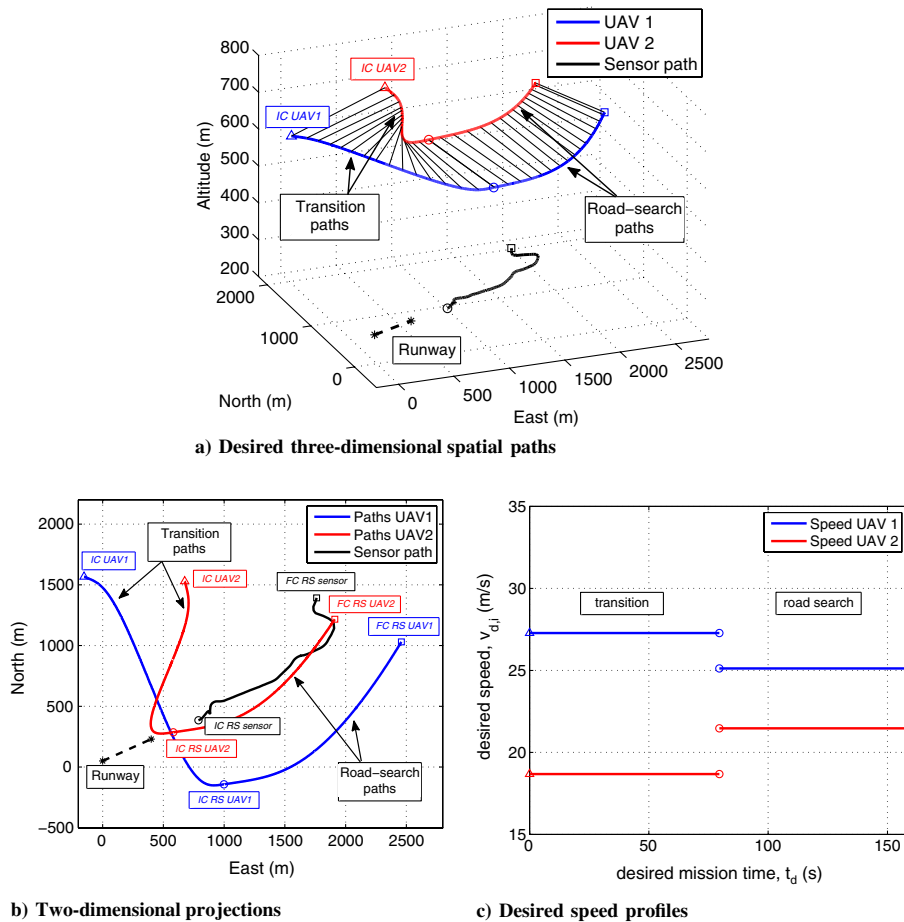 UAV 1
UAV 2
Sensor path
800
700
600
500
400
300
200
Altitude (m)
IC UAV2
IC UAV1
Transition
paths
Road-search
paths
Runway
2000
1000
0
North (m)
0
500
1000
1500
2000
2500
East (m)
a) Desired three-dimensional spatial paths
2000
1500
1000
500
0
−500
North (m)
Paths UAV1
Paths UAV2
Sensor path
Transition
paths
IC UAV1
IC UAV2
FC RS sensor
FC RS UAV2
FC RS UAV1
IC RS sensor
IC RS UAV2
Runway
IC RS UAV1
Road-search
paths
0
500
1000
1500
2000
2500
East (m)
b) Two-dimensional projections
35
30
25
20
15
desired speed, v_d,i (m/s)
Speed UAV 1
Speed UAV 2
transition
road search
0
50
100
150
desired mission time, t_d (s)
c) Desired speed profiles